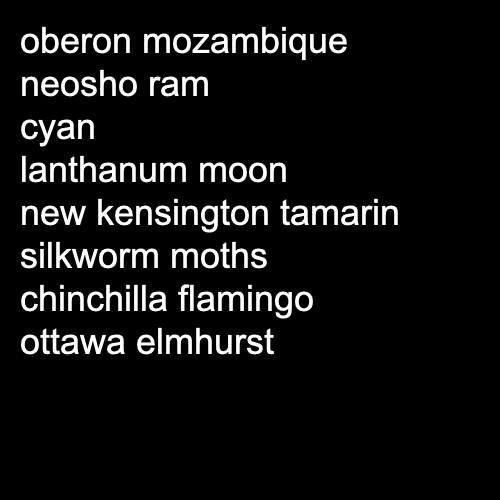 oberon mozambique
neosho ram
cyan
lanthanum moon
new kensington tamarin
silkworm moths
chinchilla flamingo
ottawa elmhurst